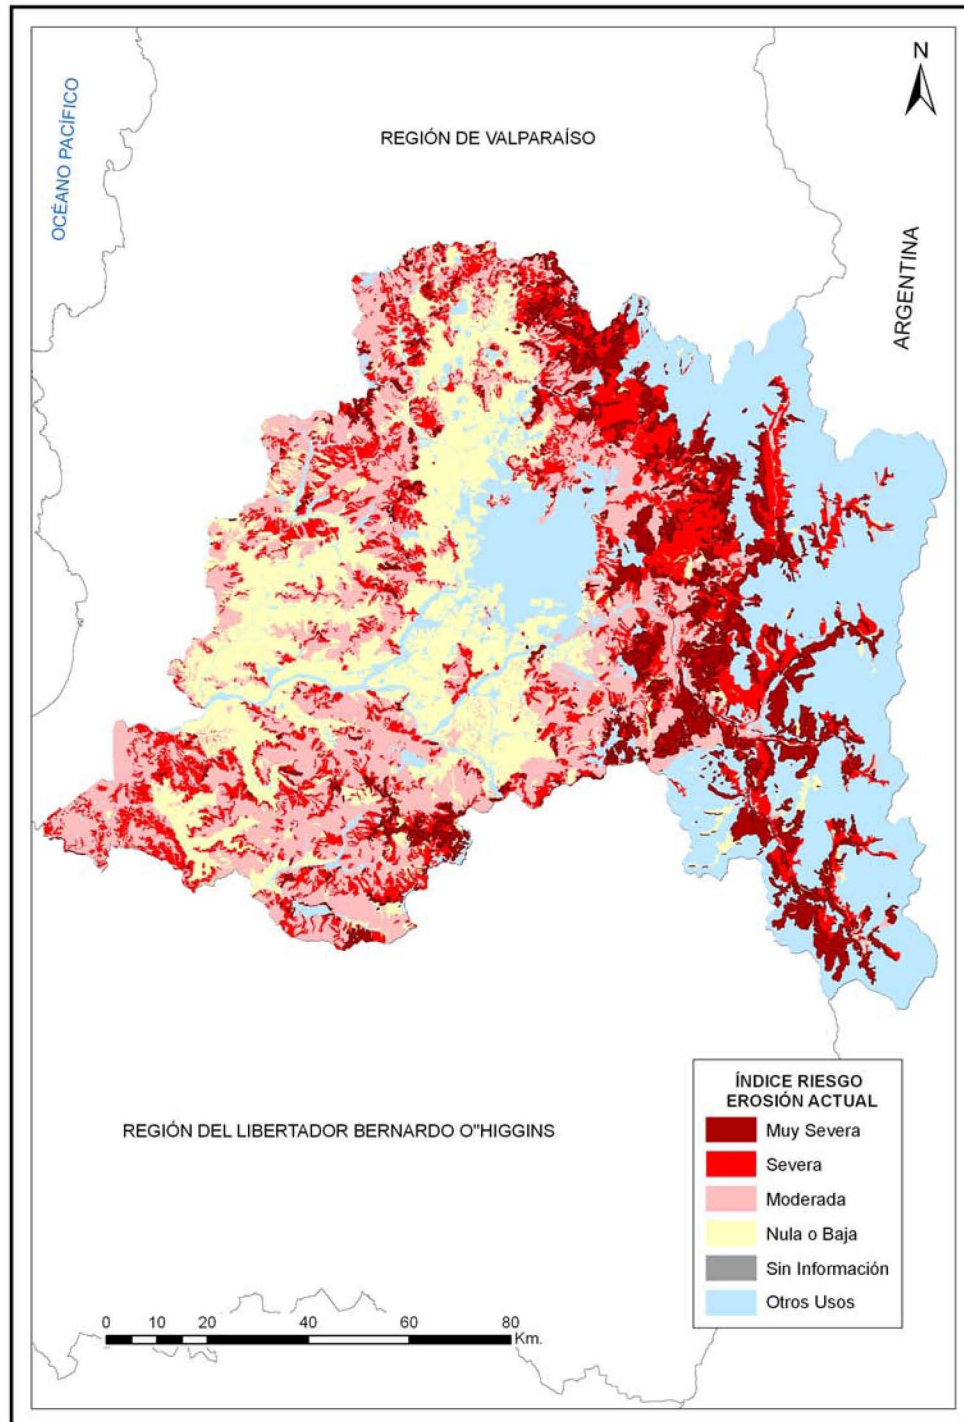 N
OCÉANO PACÍFICO
REGIÓN DE VALPARAÍSO
ARGENTINA
REGIÓN DEL LIBERTADOR BERNARDO O"HIGGINS
ÍNDICE RIESGO
EROSIÓN ACTUAL
Muy Severa
Severa
Moderada
Nula o Baja
Sin Información
Otros Usos
0 10 20 40 60 80
Km.